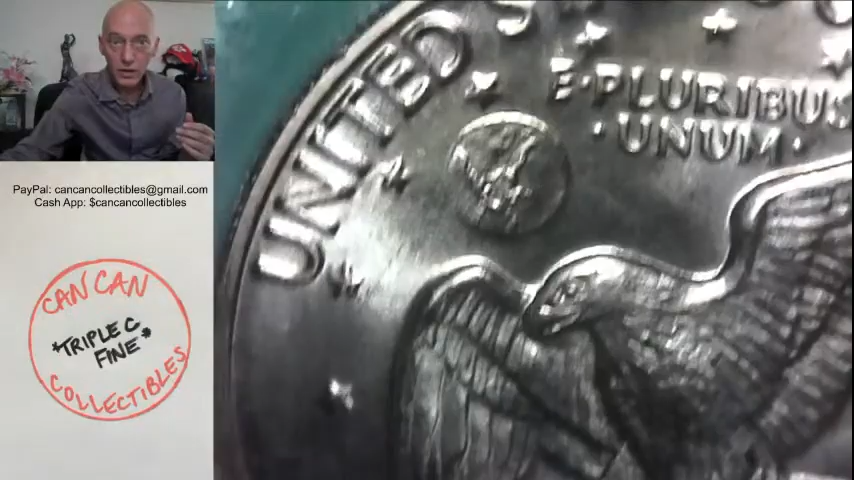 PayPal: cancancollectibles@gmail.com
Cash App: $cancancollectibles
CAN CAN
*TRIPLE C
FINE*
COLLECTIBLES
UNITED S
E·PLURIBUS
·UNUM·